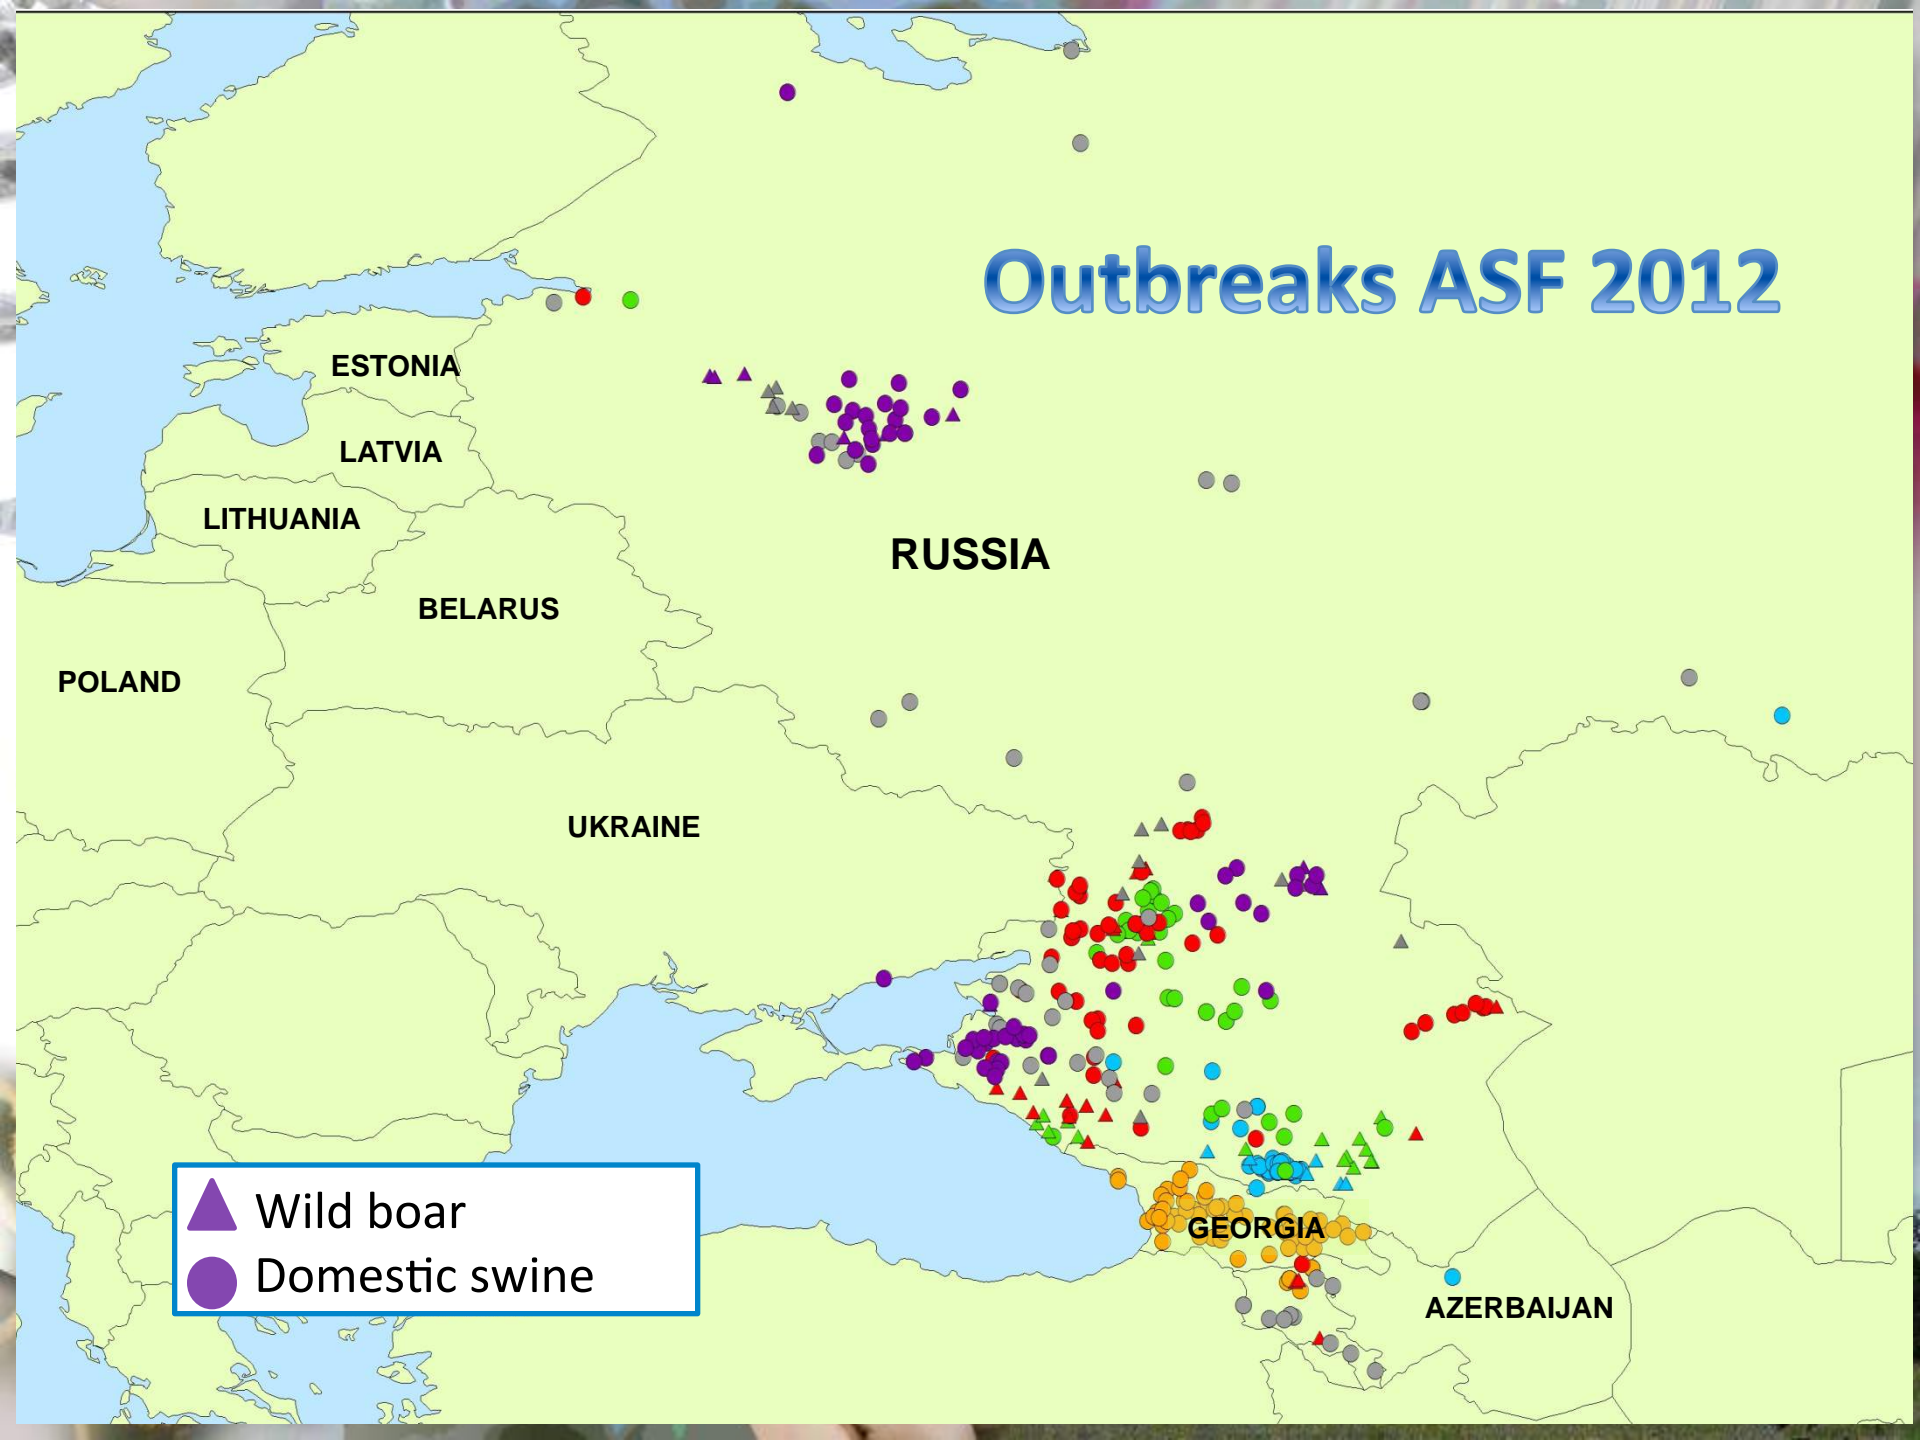 Outbreaks ASF 2012
ESTONIA
LATVIA
LITHUANIA
RUSSIA
BELARUS
POLAND
UKRAINE
Wild boar
Domestic swine
GEORGIA
AZERBAIJAN